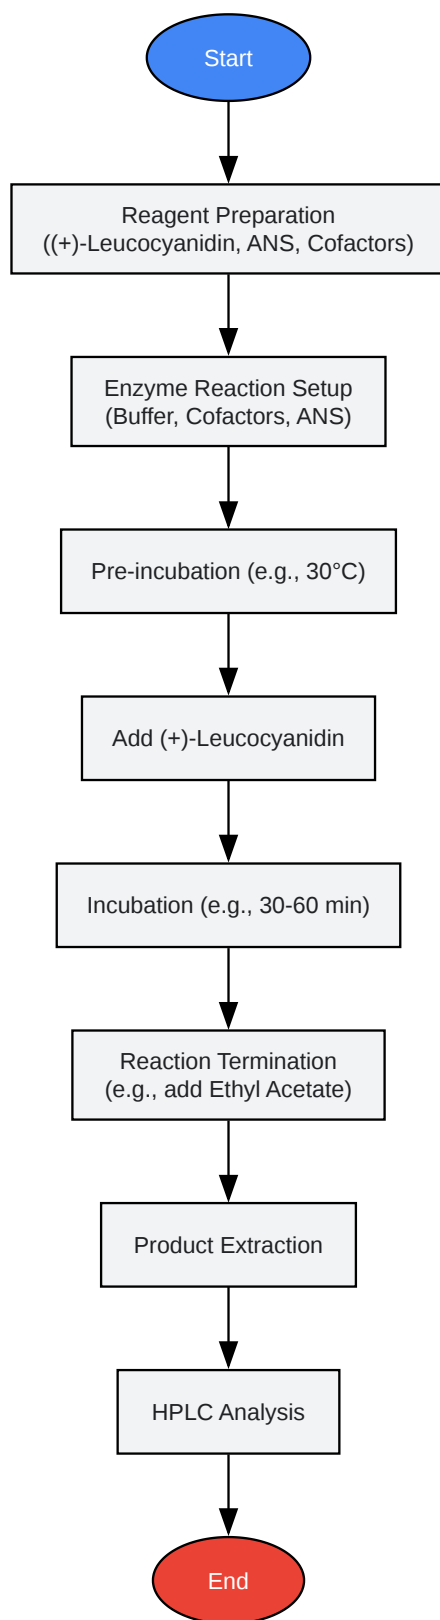 Start
Reagent Preparation
((+)-Leucocyanidin, ANS, Cofactors)
Enzyme Reaction Setup
(Buffer, Cofactors, ANS)
Pre-incubation (e.g., 30°C)
Add (+)-Leucocyanidin
Incubation (e.g., 30-60 min)
Reaction Termination
(e.g., add Ethyl Acetate)
Product Extraction
HPLC Analysis
End